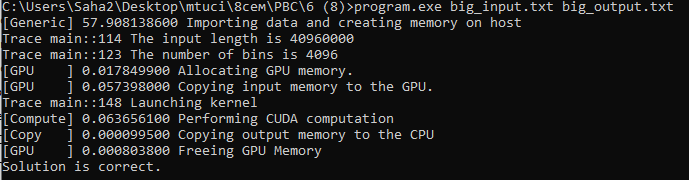 C:\Users\Saha2\Desktop\mtuci\8сем\РВС\6 (8)>program.exe big_input.txt big_output.txt
[Generic] 57.908138600 Importing data and creating memory on host
Trace main::114 The input length is 40960000
Trace main::123 The number of bins is 4096
[GPU    ] 0.017849900 Allocating GPU memory.
[GPU    ] 0.057398000 Copying input memory to the GPU.
Trace main::148 Launching kernel
[Compute] 0.063656100 Performing CUDA computation
[Copy   ] 0.000099500 Copying output memory to the CPU
[GPU    ] 0.000803800 Freeing GPU Memory
Solution is correct.